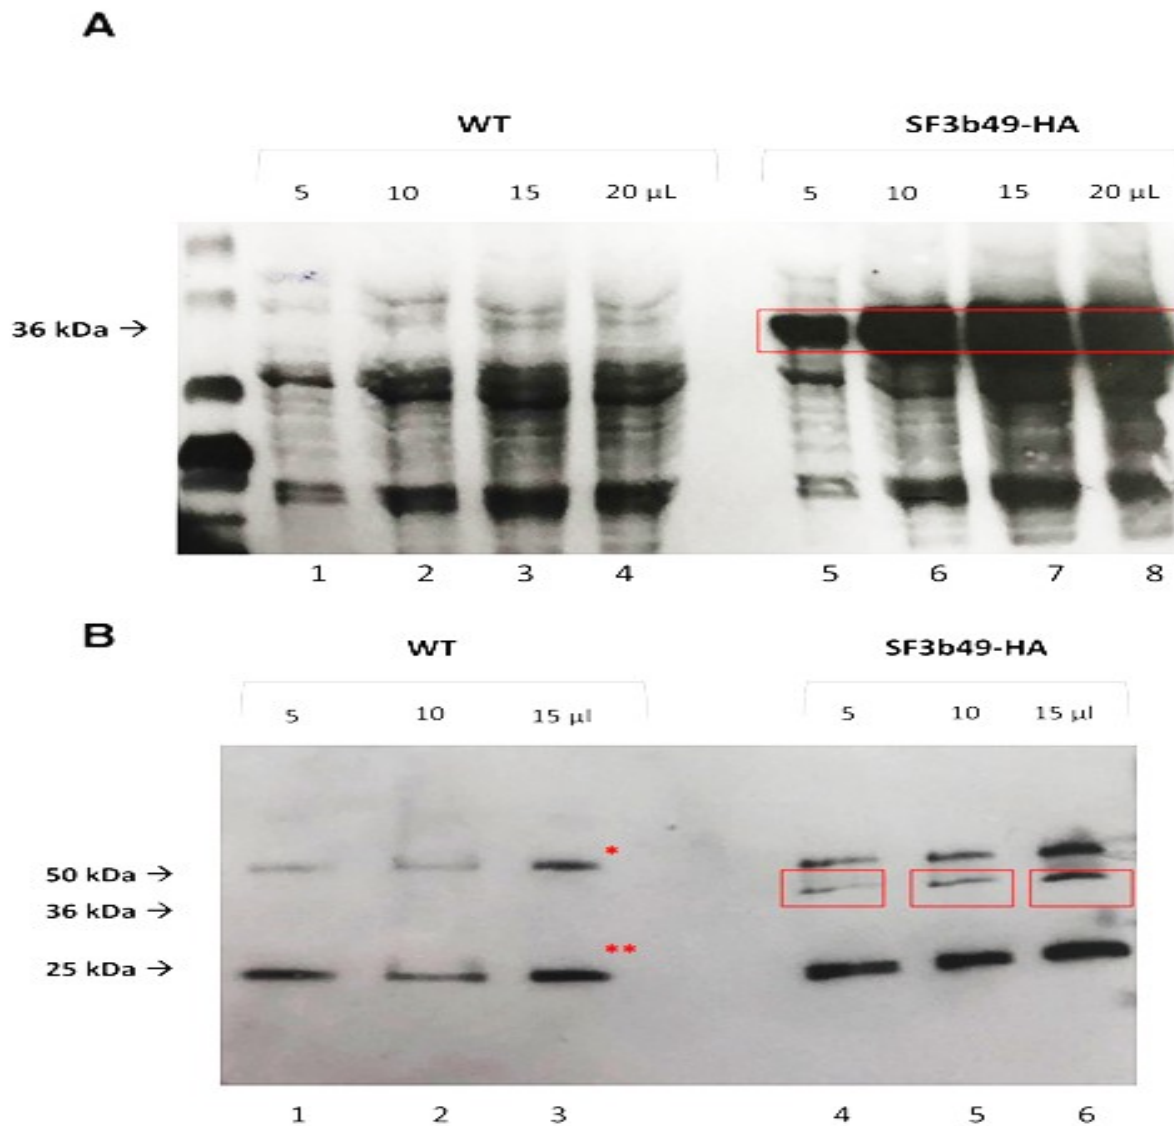 A
WT SF3b49-HA
5 10 15 20 µL 5 10 15 20 µL
36 kDa →
1 2 3 4 5 6 7 8
B
WT SF3b49-HA
5 10 15 µl 5 10 15 µl
*
50 kDa →
36 kDa →
**
25 kDa →
1 2 3 4 5 6